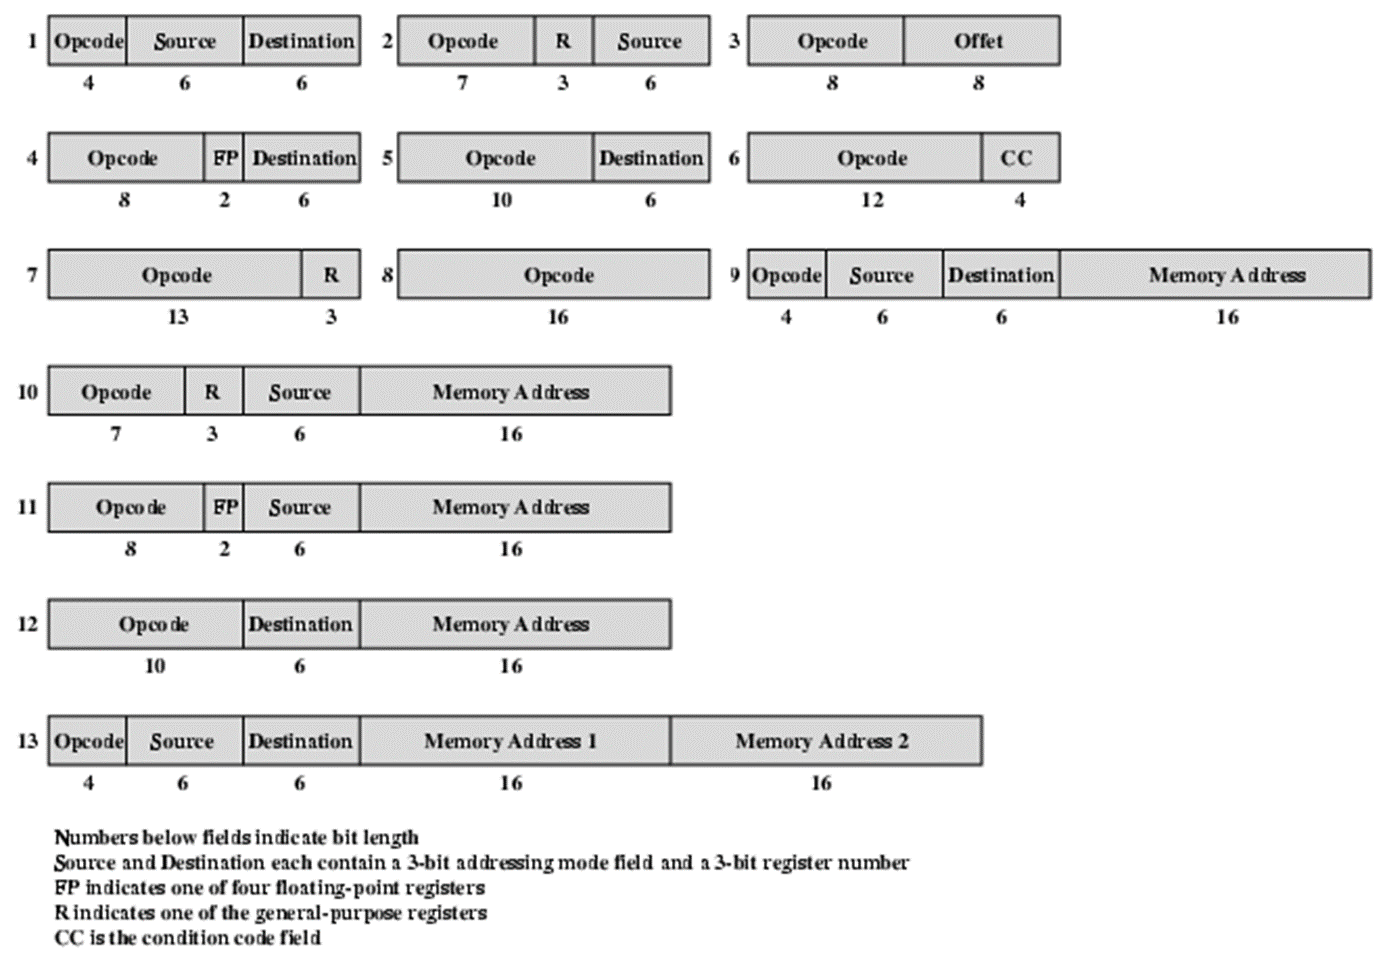 1 Opcode Source Destination 2 Opcode R Source 3 Opcode Offet
4 6 6 7 3 6 8 8
4 Opcode FP Destination 5 Opcode Destination 6 Opcode CC
8 2 6 10 6 12 4
7 Opcode R 8 Opcode 9 Opcode Source Destination Memory Address
13 3 16 4 6 6 16
10 Opcode R Source Memory Address
7 3 6 16
11 Opcode FP Source Memory Address
8 2 6 16
12 Opcode Destination Memory Address
10 6 16
13 Opcode Source Destination Memory Address 1 Memory Address 2
4 6 6 16 16
Numbers below fields indicate bit length
Source and Destination each contain a 3-bit addressing mode field and a 3-bit register number
FP indicates one of four floating-point registers
R indicates one of the general-purpose registers
CC is the condition code field